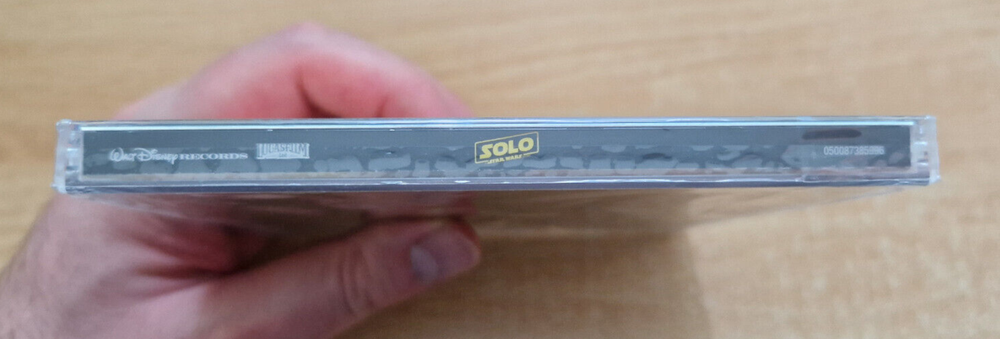 Walt Disney RECORDS
LUCASFILM
SOLO
STAR WARS